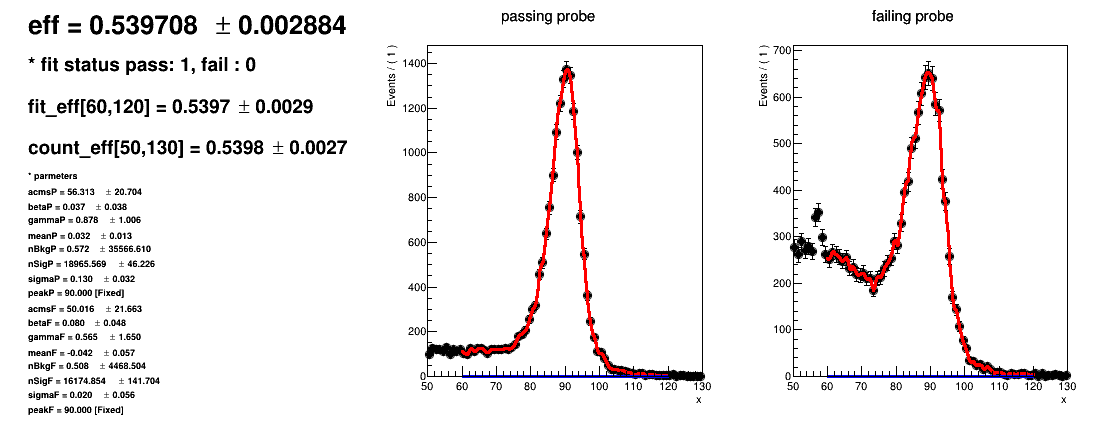 eff = 0.539708 ± 0.002884
* fit status pass: 1, fail : 0
fit_eff[60,120] = 0.5397 ± 0.0029
count_eff[50,130] = 0.5398 ± 0.0027
* parmeters
acmsP = 56.313 ± 20.704
betaP = 0.037 ± 0.038
gammaP = 0.878 ± 1.006
meanP = 0.032 ± 0.013
nBkgP = 0.572 ± 35566.610
nSigP = 18965.569 ± 46.226
sigmaP = 0.130 ± 0.032
peakP = 90.000 [Fixed]
acmsF = 50.016 ± 21.663
betaF = 0.080 ± 0.048
gammaF = 0.565 ± 1.650
meanF = -0.042 ± 0.057
nBkgF = 0.508 ± 4468.504
nSigF = 16174.854 ± 141.704
sigmaF = 0.020 ± 0.056
peakF = 90.000 [Fixed]
passing probe
Events / ( 1 )
1400
1200
1000
800
600
400
200
0
50 60 70 80 90 100 110 120 130
x
failing probe
Events / ( 1 )
700
600
500
400
300
200
100
0
50 60 70 80 90 100 110 120 130
x